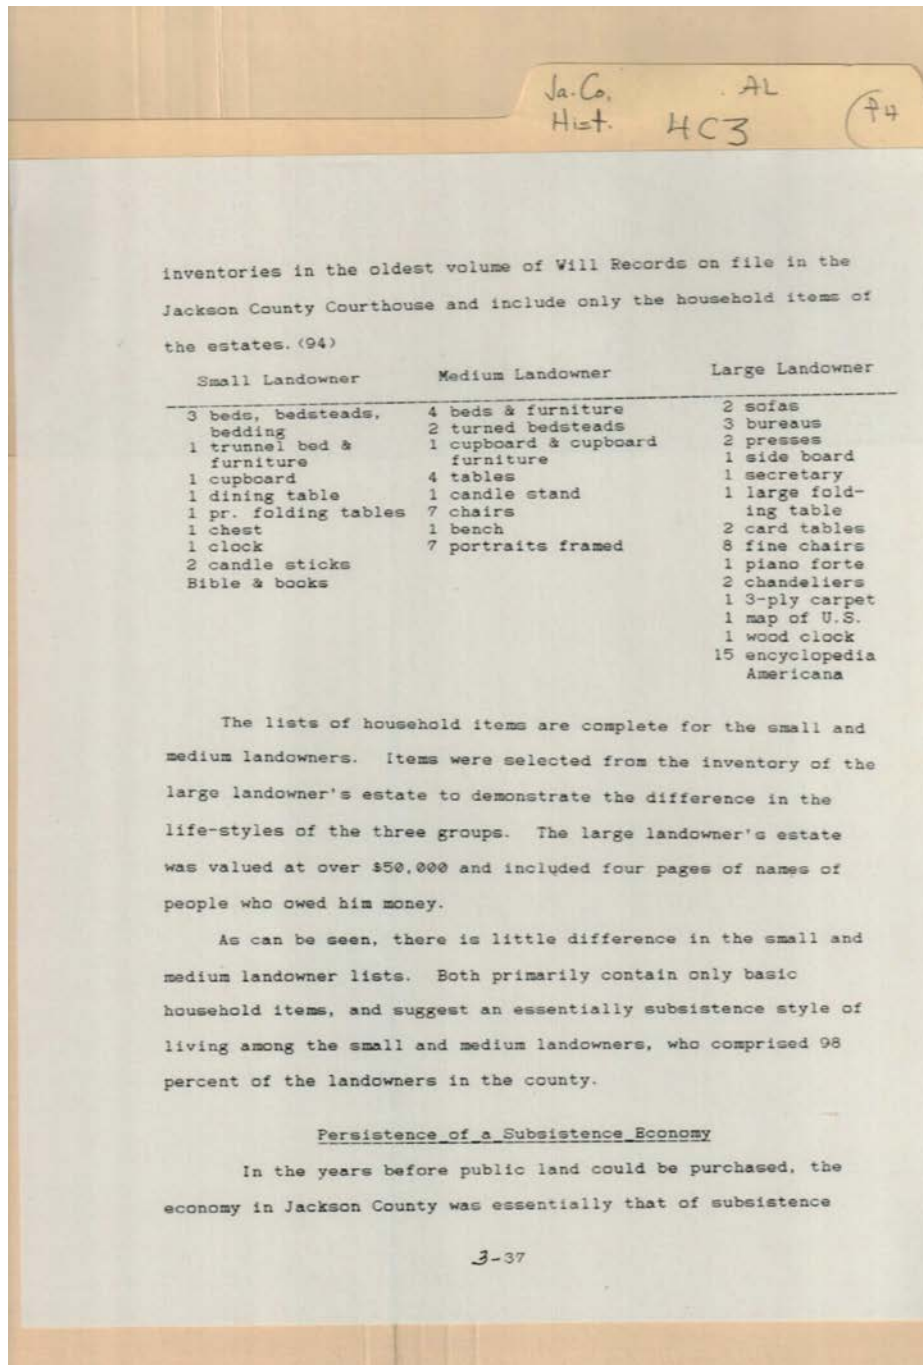 Ja. Co. AL
Hist. 4C3 P4
inventories in the oldest volume of Will Records on file in the
Jackson County Courthouse and include only the household items of
the estates.(94)
Small Landowner
3 beds, bedsteads,
bedding
1 trunnel bed &
furniture
1 cupboard
1 dining table
1 pr. folding tables
1 chest
1 clock
2 candle sticks
Bible & books
Medium Landowner
4 beds & furniture
2 turned bedsteads
1 cupboard & cupboard
furniture
4 tables
1 candle stand
7 chairs
1 bench
7 portraits framed
Large Landowner
2 sofas
3 bureaus
2 presses
1 side board
1 secretary
1 large fold-
ing table
2 card tables
8 fine chairs
1 piano forte
2 chandeliers
1 3-ply carpet
1 map of U.S.
1 wood clock
15 encyclopedia
Americana
The lists of household items are complete for the small and
medium landowners. Items were selected from the inventory of the
large landowner's estate to demonstrate the difference in the
life-styles of the three groups. The large landowner's estate
was valued at over $50,000 and included four pages of names of
people who owed him money.
As can be seen, there is little difference in the small and
medium landowner lists. Both primarily contain only basic
household items, and suggest an essentially subsistence style of
living among the small and medium landowners, who comprised 98
percent of the landowners in the county.
Persistence of a Subsistence Economy
In the years before public land could be purchased, the
economy in Jackson County was essentially that of subsistence
3-37